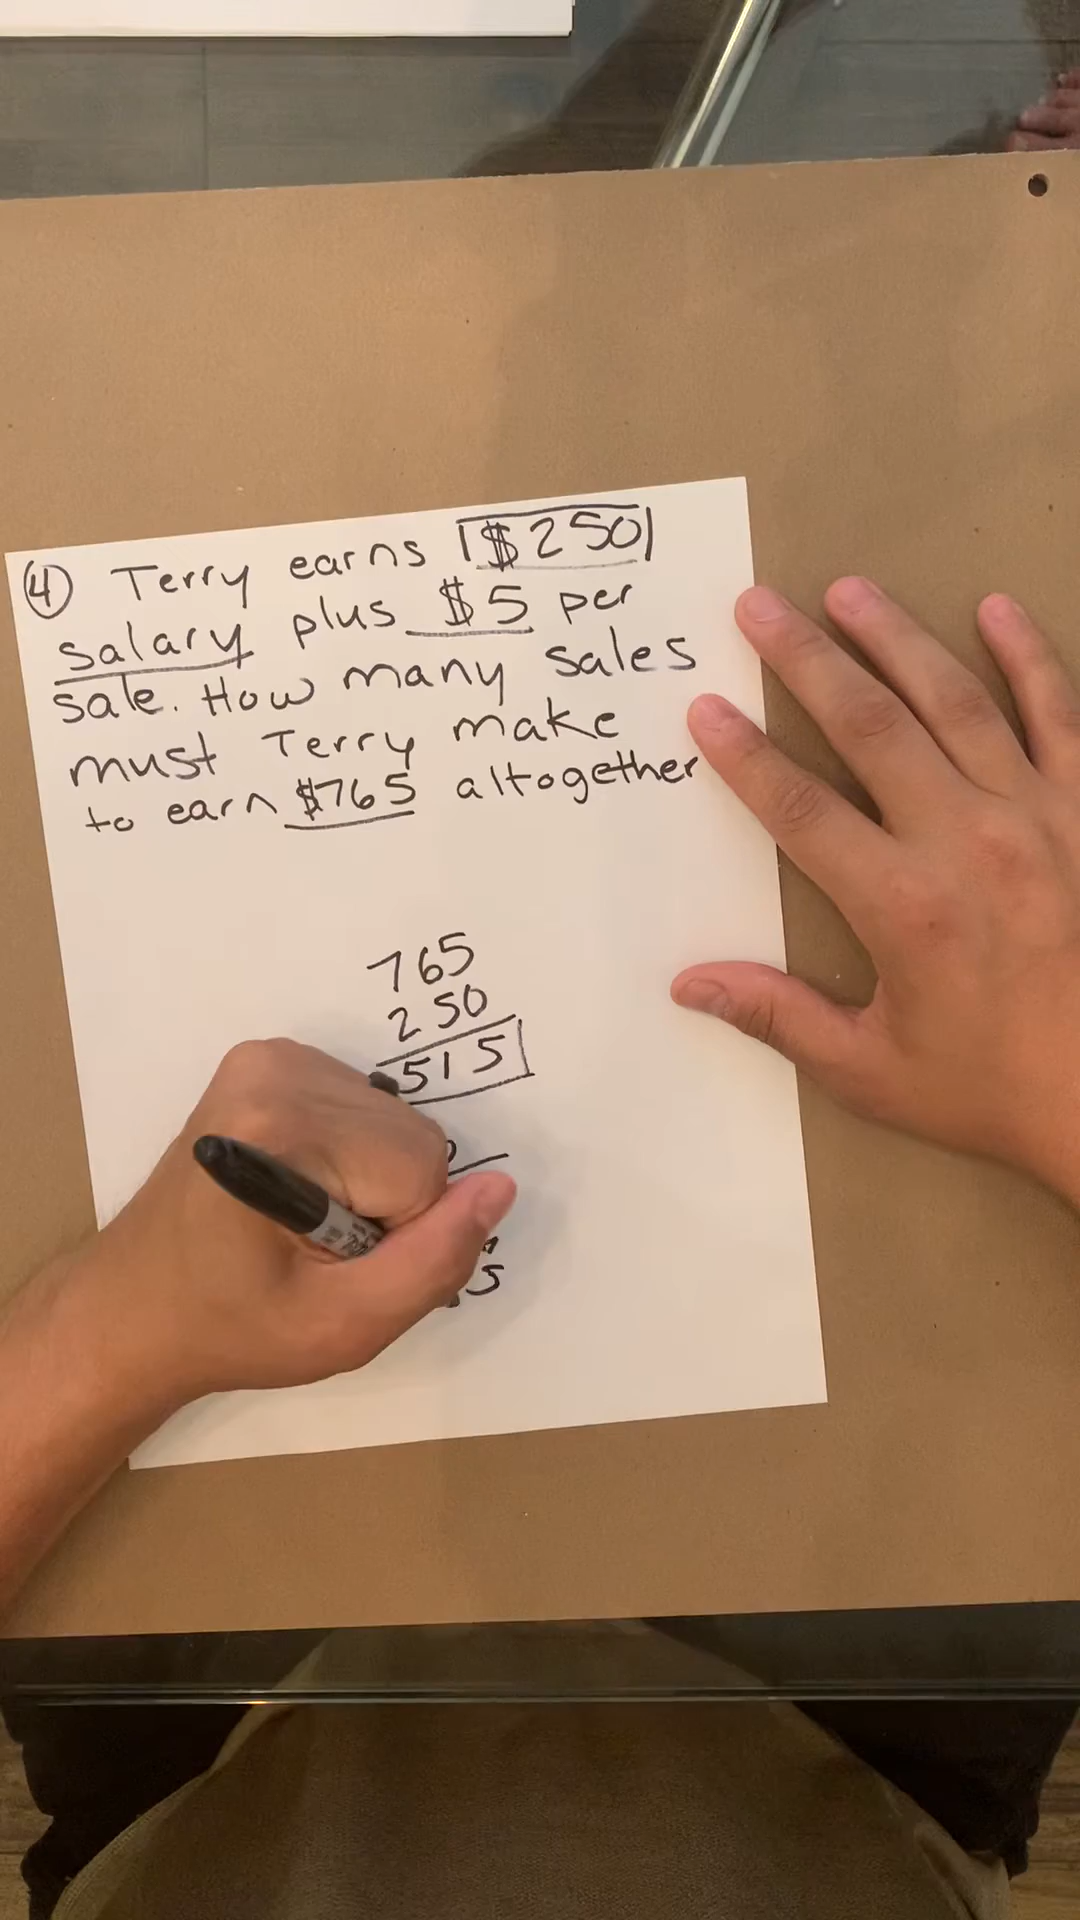 4 Terry earns $250
salary plus $5 per
sale. How many sales
must Terry make
to earn $765 altogether
765
250
515
5